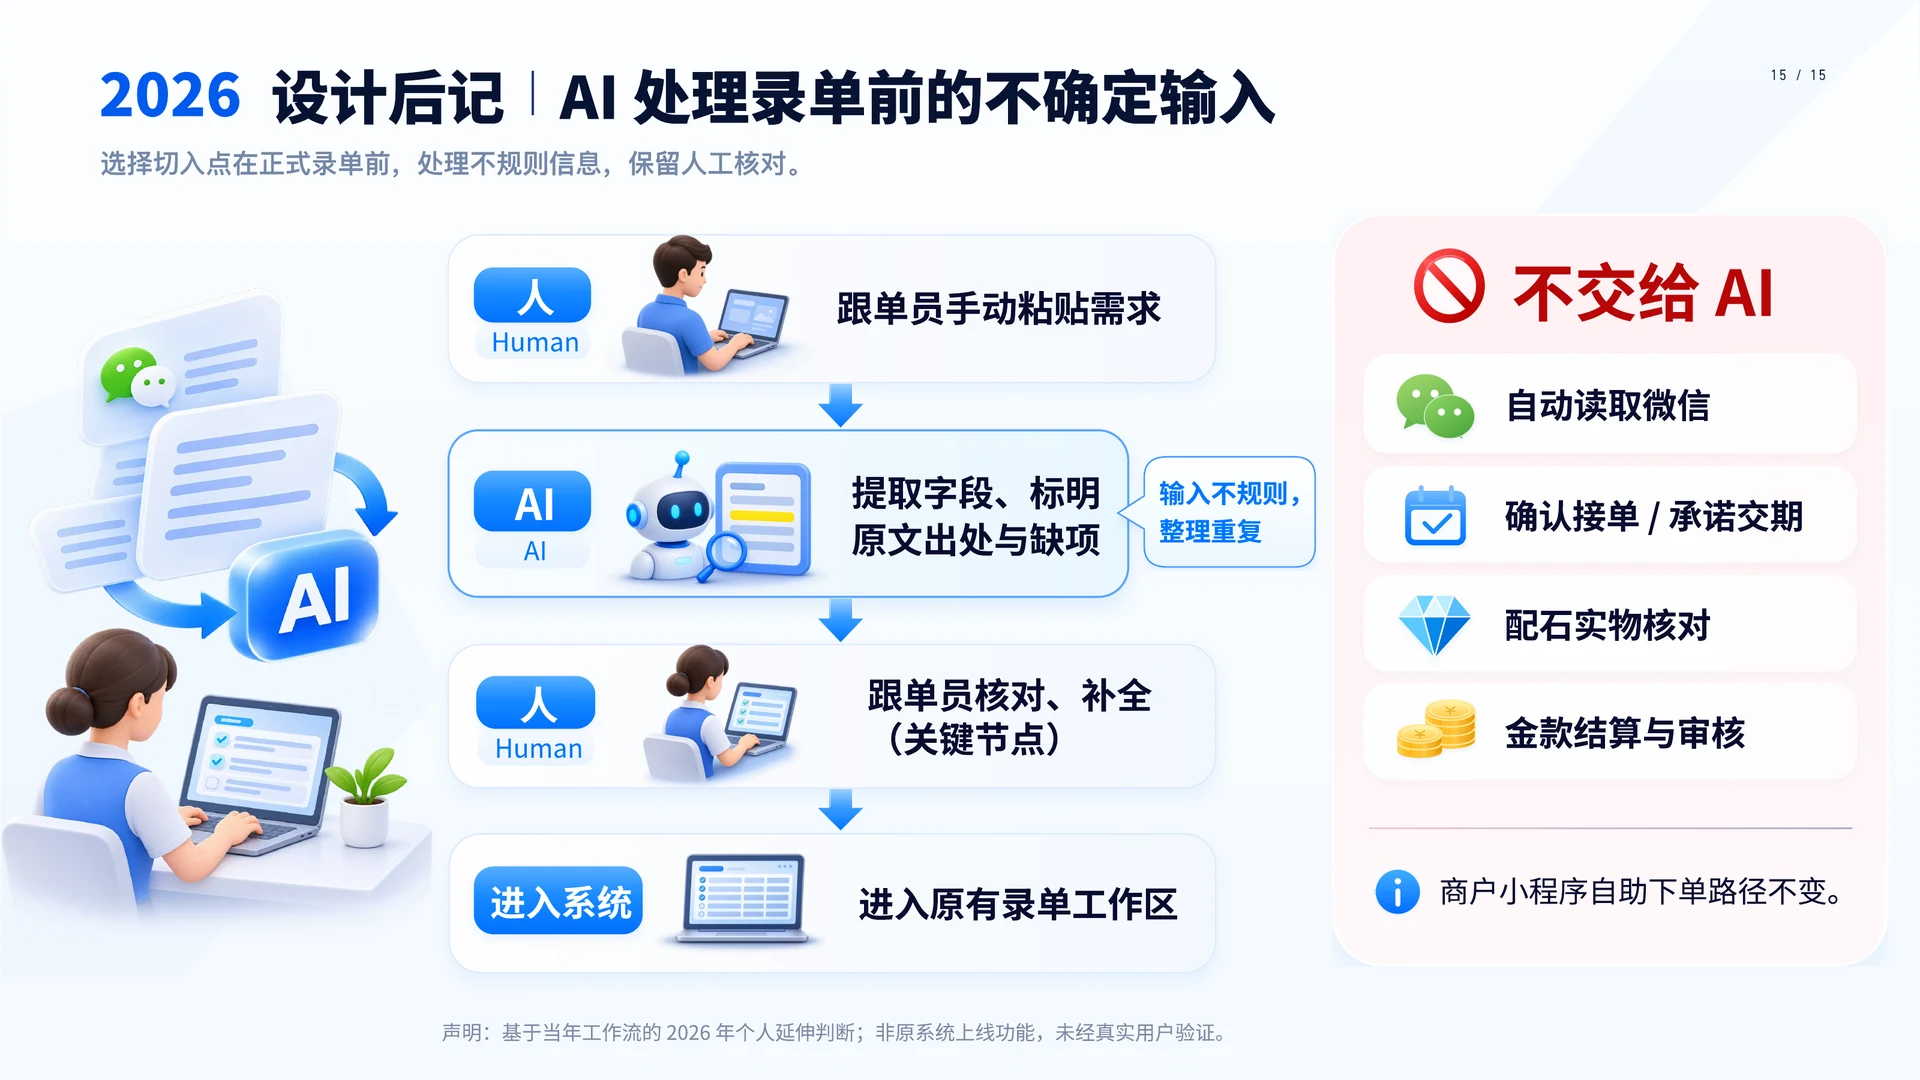 2026 设计后记 | AI 处理录单前的不确定输入
15 / 15
选择切入点在正式录单前，处理不规则信息，保留人工核对。
AI
人
Human
跟单员手动粘贴需求
AI
AI
提取字段、标明
原文出处与缺项
输入不规则，
整理重复
人
Human
跟单员核对、补全
（关键节点）
进入系统
进入原有录单工作区
不交给 AI
自动读取微信
确认接单 / 承诺交期
配石实物核对
金款结算与审核
商户小程序自助下单路径不变。
声明：基于当年工作流的 2026 年个人延伸判断；非原系统上线功能，未经真实用户验证。